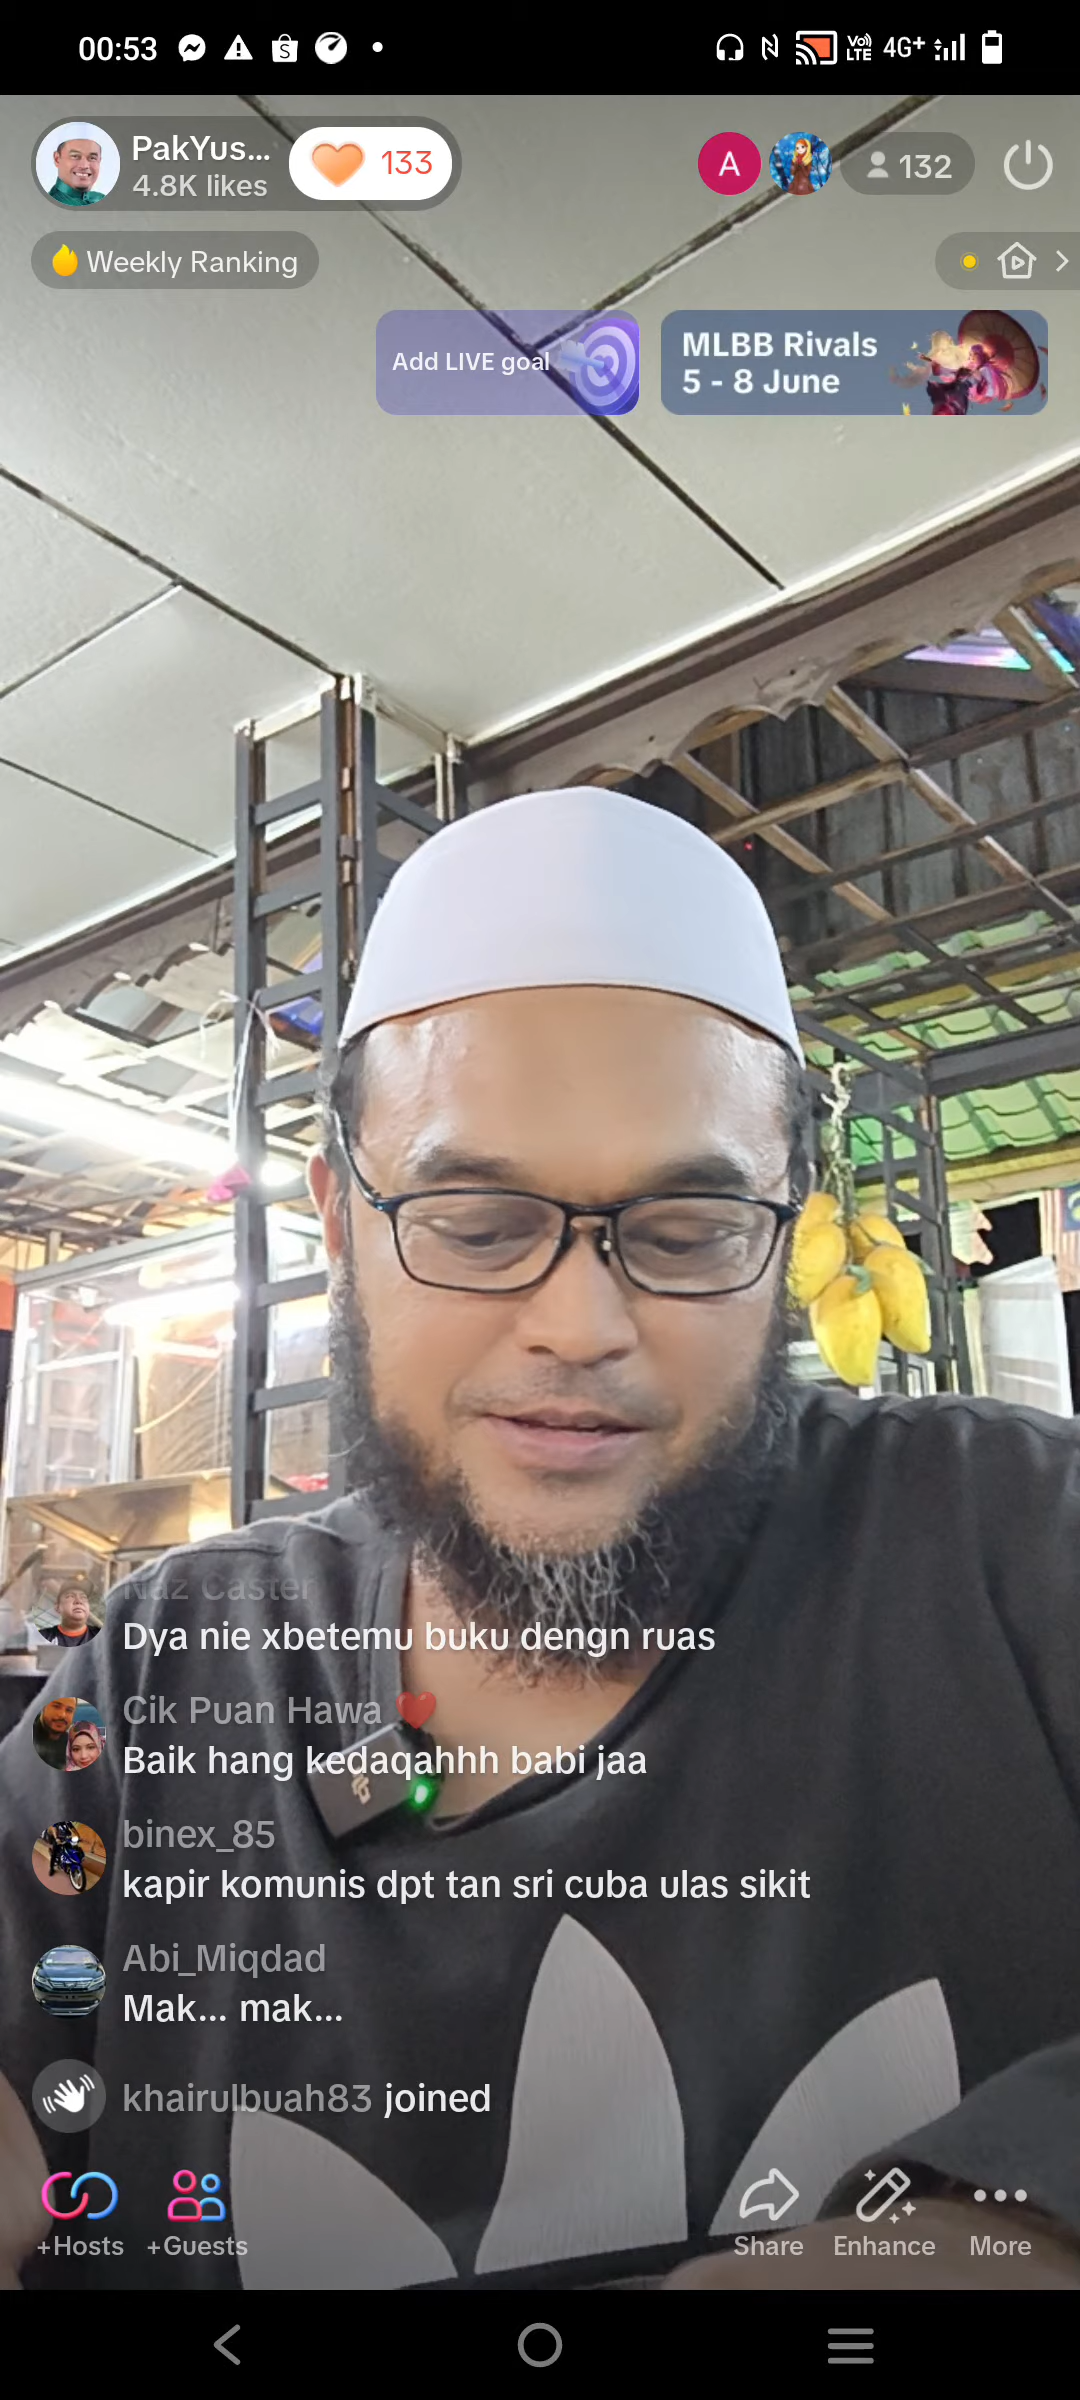 00:53
4G+
VoLTE
PakYus...
4.8K likes
133
A
132
Weekly Ranking
Add LIVE goal
MLBB Rivals
5 - 8 June
Naz Caster
Dya nie xbetemu buku dengn ruas
Cik Puan Hawa ❤️
Baik hang kedaqahhh babi jaa
binex_85
kapir komunis dpt tan sri cuba ulas sikit
Abi_Miqdad
Mak... mak...
khairulbuah83 joined
+Hosts
+Guests
Share
Enhance
More